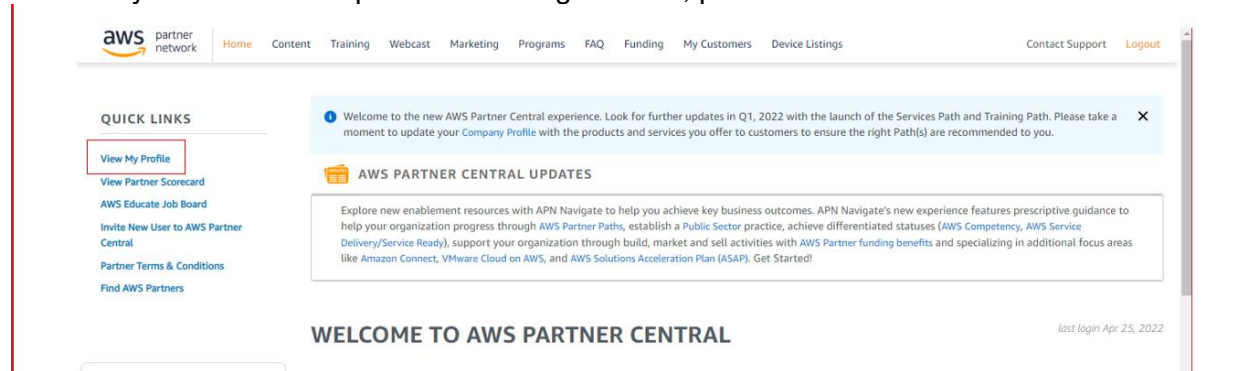 aws partner network
Home Content Training Webcast Marketing Programs FAQ Funding My Customers Device Listings Contact Support Logout
QUICK LINKS
View My Profile
View Partner Scorecard
AWS Educate Job Board
Invite New User to AWS Partner
Central
Partner Terms & Conditions
Find AWS Partners
Welcome to the new AWS Partner Central experience. Look for further updates in Q1, 2022 with the launch of the Services Path and Training Path. Please take a
moment to update your Company Profile with the products and services you offer to customers to ensure the right Path(s) are recommended to you.
AWS PARTNER CENTRAL UPDATES
Explore new enablement resources with APN Navigate to help you achieve key business outcomes. APN Navigate's new experience features prescriptive guidance to
help your organization progress through AWS Partner Paths, establish a Public Sector practice, achieve differentiated statuses (AWS Competency, AWS Service
Delivery/Service Ready), support your organization through build, market and sell activities with AWS Partner funding benefits and specializing in additional focus areas
like Amazon Connect, VMware Cloud on AWS, and AWS Solutions Acceleration Plan (ASAP). Get Started!
WELCOME TO AWS PARTNER CENTRAL
last login Apr 25, 2022